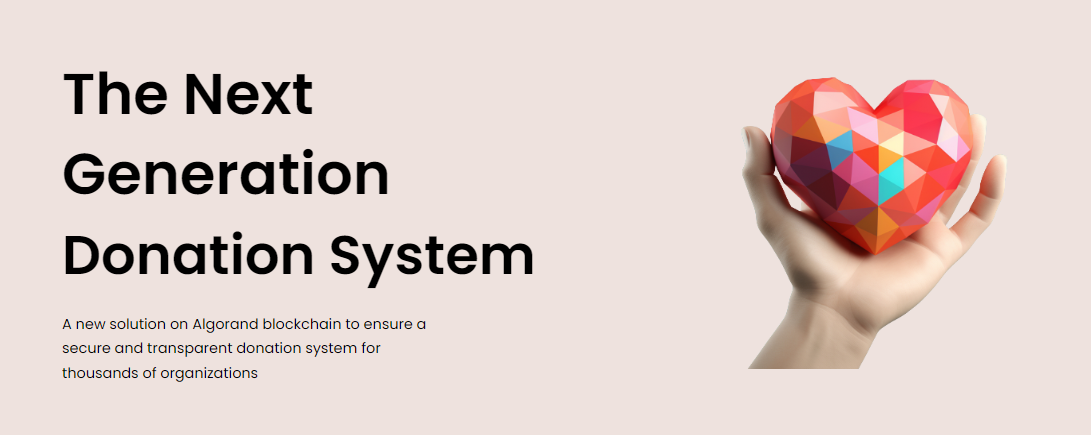 The Next
Generation
Donation System
A new solution on Algorand blockchain to ensure a
secure and transparent donation system for
thousands of organizations